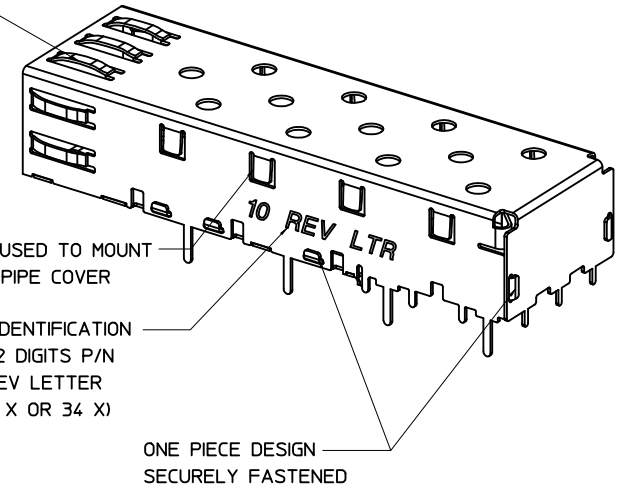 10 REV LTR
USED TO MOUNT
PIPE COVER
DENTIFICATION
2 DIGITS P/N
EV LETTER
X OR 34 X)
ONE PIECE DESIGN
SECURELY FASTENED